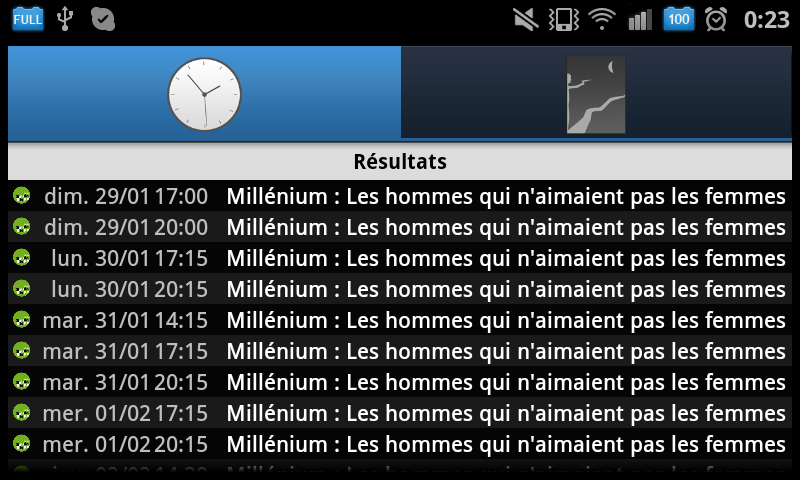 FULL 100 0:23
Résultats
dim. 29/01 17:00 Millénium : Les hommes qui n'aimaient pas les femmes
dim. 29/01 20:00 Millénium : Les hommes qui n'aimaient pas les femmes
lun. 30/01 17:15 Millénium : Les hommes qui n'aimaient pas les femmes
lun. 30/01 20:15 Millénium : Les hommes qui n'aimaient pas les femmes
mar. 31/01 14:15 Millénium : Les hommes qui n'aimaient pas les femmes
mar. 31/01 17:15 Millénium : Les hommes qui n'aimaient pas les femmes
mar. 31/01 20:15 Millénium : Les hommes qui n'aimaient pas les femmes
mer. 01/02 17:15 Millénium : Les hommes qui n'aimaient pas les femmes
mer. 01/02 20:15 Millénium : Les hommes qui n'aimaient pas les femmes